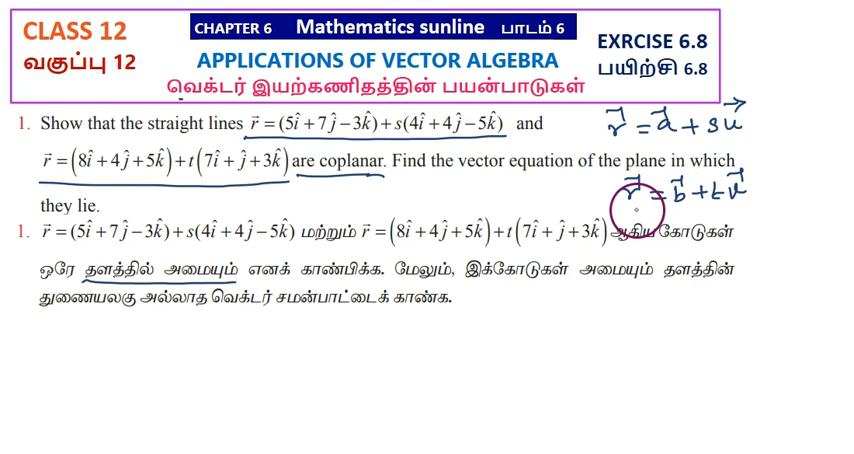 CLASS 12
வகுப்பு 12
CHAPTER 6 Mathematics sunline பாடம் 6
APPLICATIONS OF VECTOR ALGEBRA
வெக்டர் இயற்கணிதத்தின் பயன்பாடுகள்
EXRCISE 6.8
பயிற்சி 6.8
1. Show that the straight lines r⃗ = (5î + 7ĵ − 3k̂) + s(4î + 4ĵ − 5k̂) and
r⃗ = (8î + 4ĵ + 5k̂) + t(7î + ĵ + 3k̂) are coplanar. Find the vector equation of the plane in which
they lie.
r⃗ = a⃗ + su⃗
r⃗ = b⃗ + tv⃗
1. r⃗ = (5î + 7ĵ − 3k̂) + s(4î + 4ĵ − 5k̂) மற்றும் r⃗ = (8î + 4ĵ + 5k̂) + t(7î + ĵ + 3k̂) ஆகிய கோடுகள்
ஒரே தளத்தில் அமையும் எனக் காண்பிக்க. மேலும், இக்கோடுகள் அமையும் தளத்தின்
துணையலகு அல்லாத வெக்டர் சமன்பாட்டைக் காண்க.